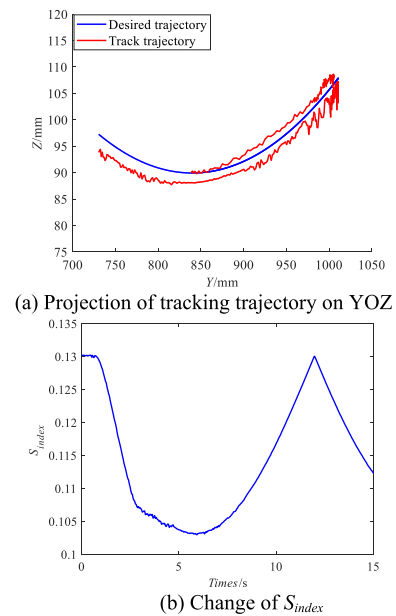 120
115
110
105
100
95
90
85
80
75
Z/mm
Desired trajectory
Track trajectory
700 750 800 850 900 950 1000 1050
Y/mm
(a) Projection of tracking trajectory on YOZ
0.135
0.13
0.125
0.12
0.115
0.11
0.105
0.1
S_index
0 5 10 15
Times/s
(b) Change of S_index